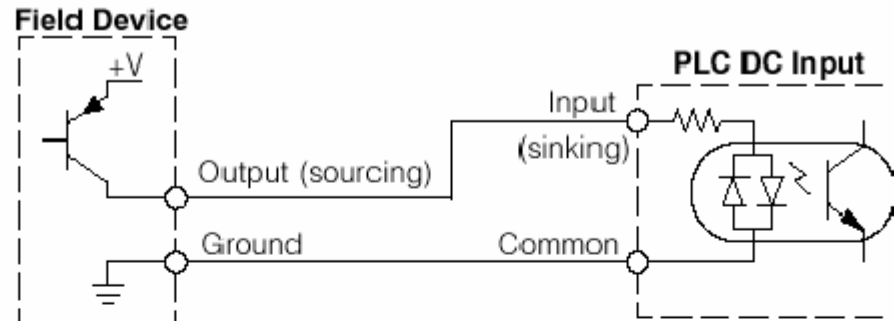 Field Device
+V
PLC DC Input
Input
(sinking)
Output (sourcing)
Ground
Common